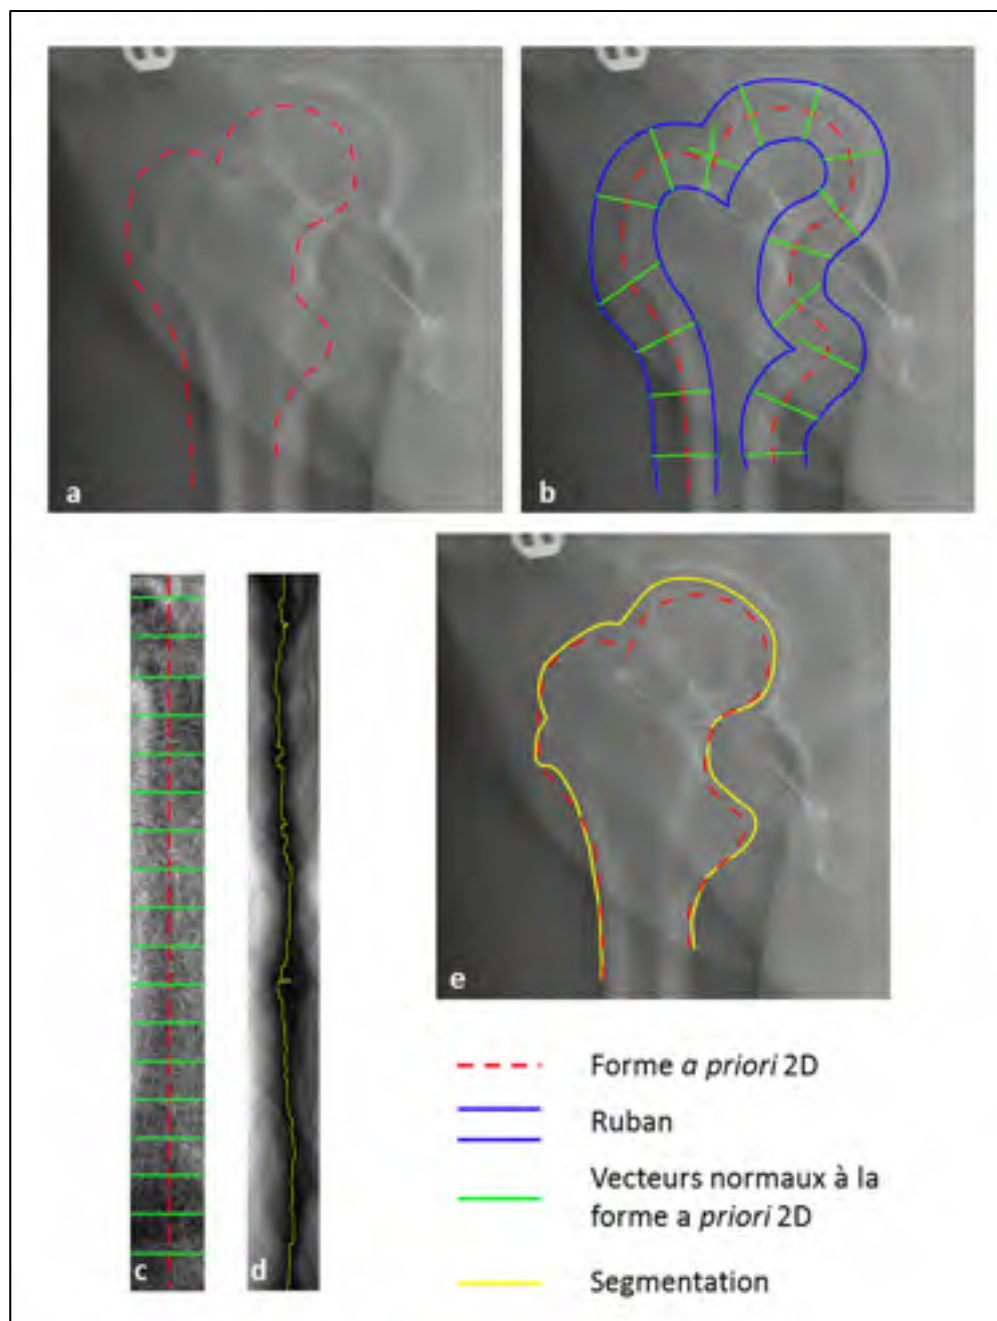 a
b
c
d
e
Forme a priori 2D
Ruban
Vecteurs normaux à la
forme a priori 2D
Segmentation